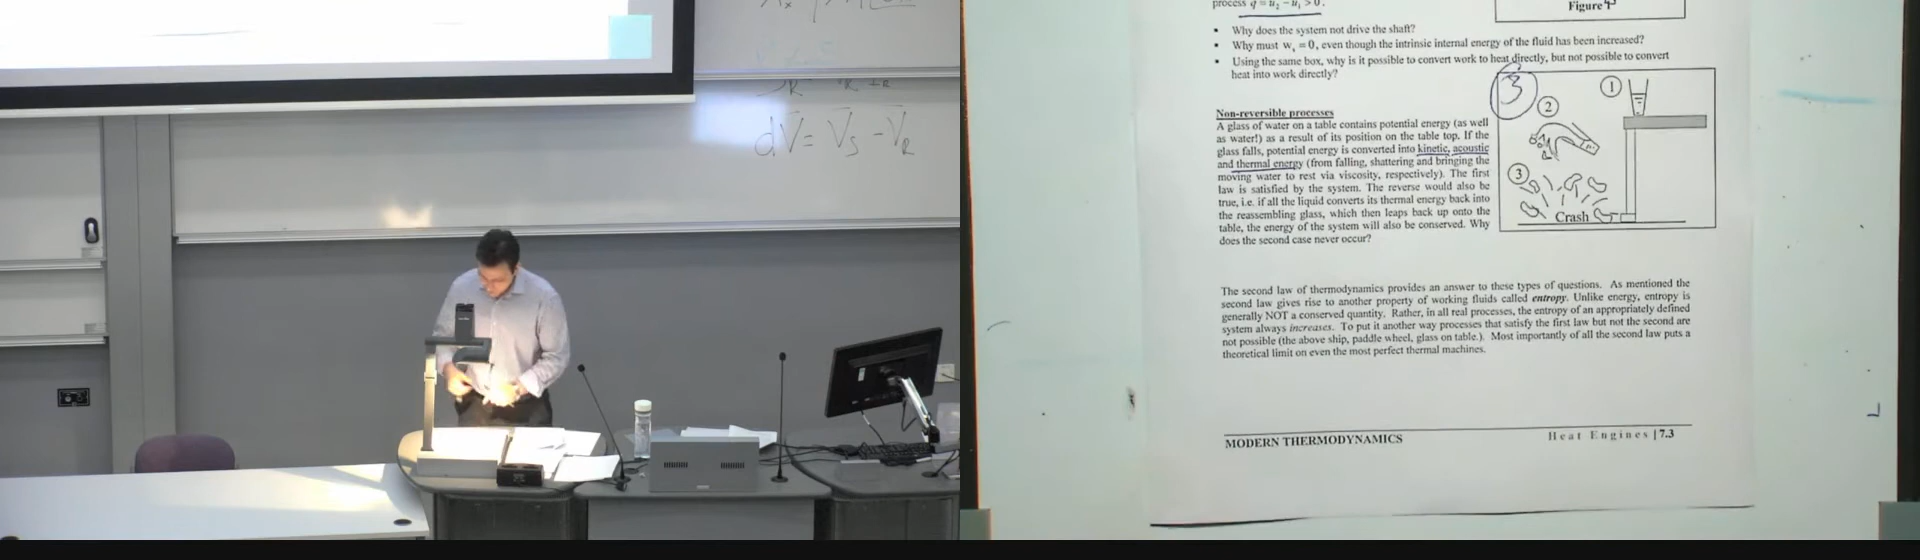 dV = Vs - VR
process q = u₂ - u₁ > 0.
Figure
▪ Why does the system not drive the shaft?
▪ Why must wₛ = 0, even though the intrinsic internal energy of the fluid has been increased?
▪ Using the same box, why is it possible to convert work to heat directly, but not possible to convert
heat into work directly?
3
1
2
3
Crash
Non-reversible processes
A glass of water on a table contains potential energy (as well
as water!) as a result of its position on the table top. If the
glass falls, potential energy is converted into kinetic, acoustic
and thermal energy (from falling, shattering and bringing the
moving water to rest via viscosity, respectively). The first
law is satisfied by the system. The reverse would also be
true, i.e. if all the liquid converts its thermal energy back into
the reassembling glass, which then leaps back up onto the
table, the energy of the system will also be conserved. Why
does the second case never occur?
The second law of thermodynamics provides an answer to these types of questions. As mentioned the
second law gives rise to another property of working fluids called entropy. Unlike energy, entropy is
generally NOT a conserved quantity. Rather, in all real processes, the entropy of an appropriately defined
system always increases. To put it another way processes that satisfy the first law but not the second are
not possible (the above ship, paddle wheel, glass on table.). Most importantly of all the second law puts a
theoretical limit on even the most perfect thermal machines.
MODERN THERMODYNAMICS
Heat Engines | 7.3